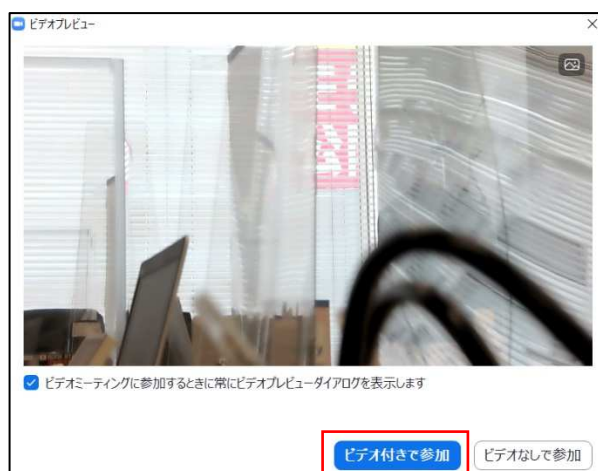 ビデオプレビュー
ビデオミーティングに参加するときに常にビデオプレビューダイアログを表示します
ビデオ付きで参加
ビデオなしで参加